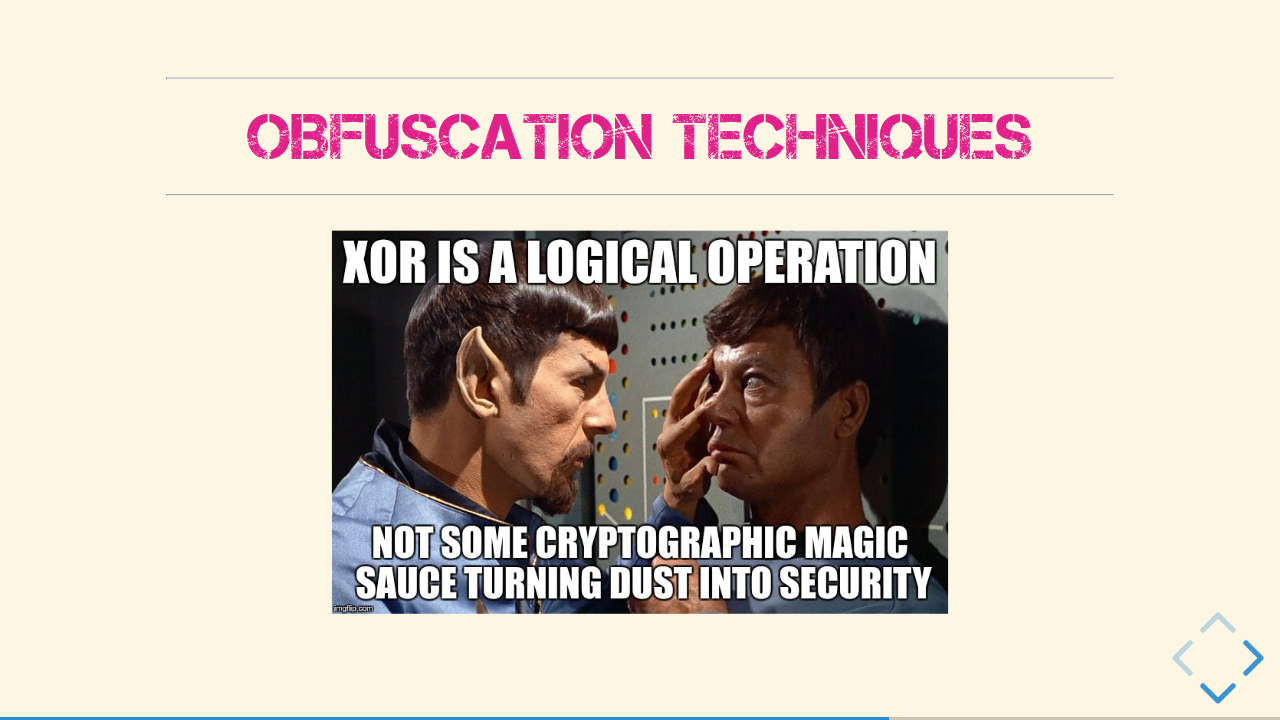 OBFUSCATION TECHNIQUES
XOR IS A LOGICAL OPERATION
NOT SOME CRYPTOGRAPHIC MAGIC
SAUCE TURNING DUST INTO SECURITY
imgflip.com